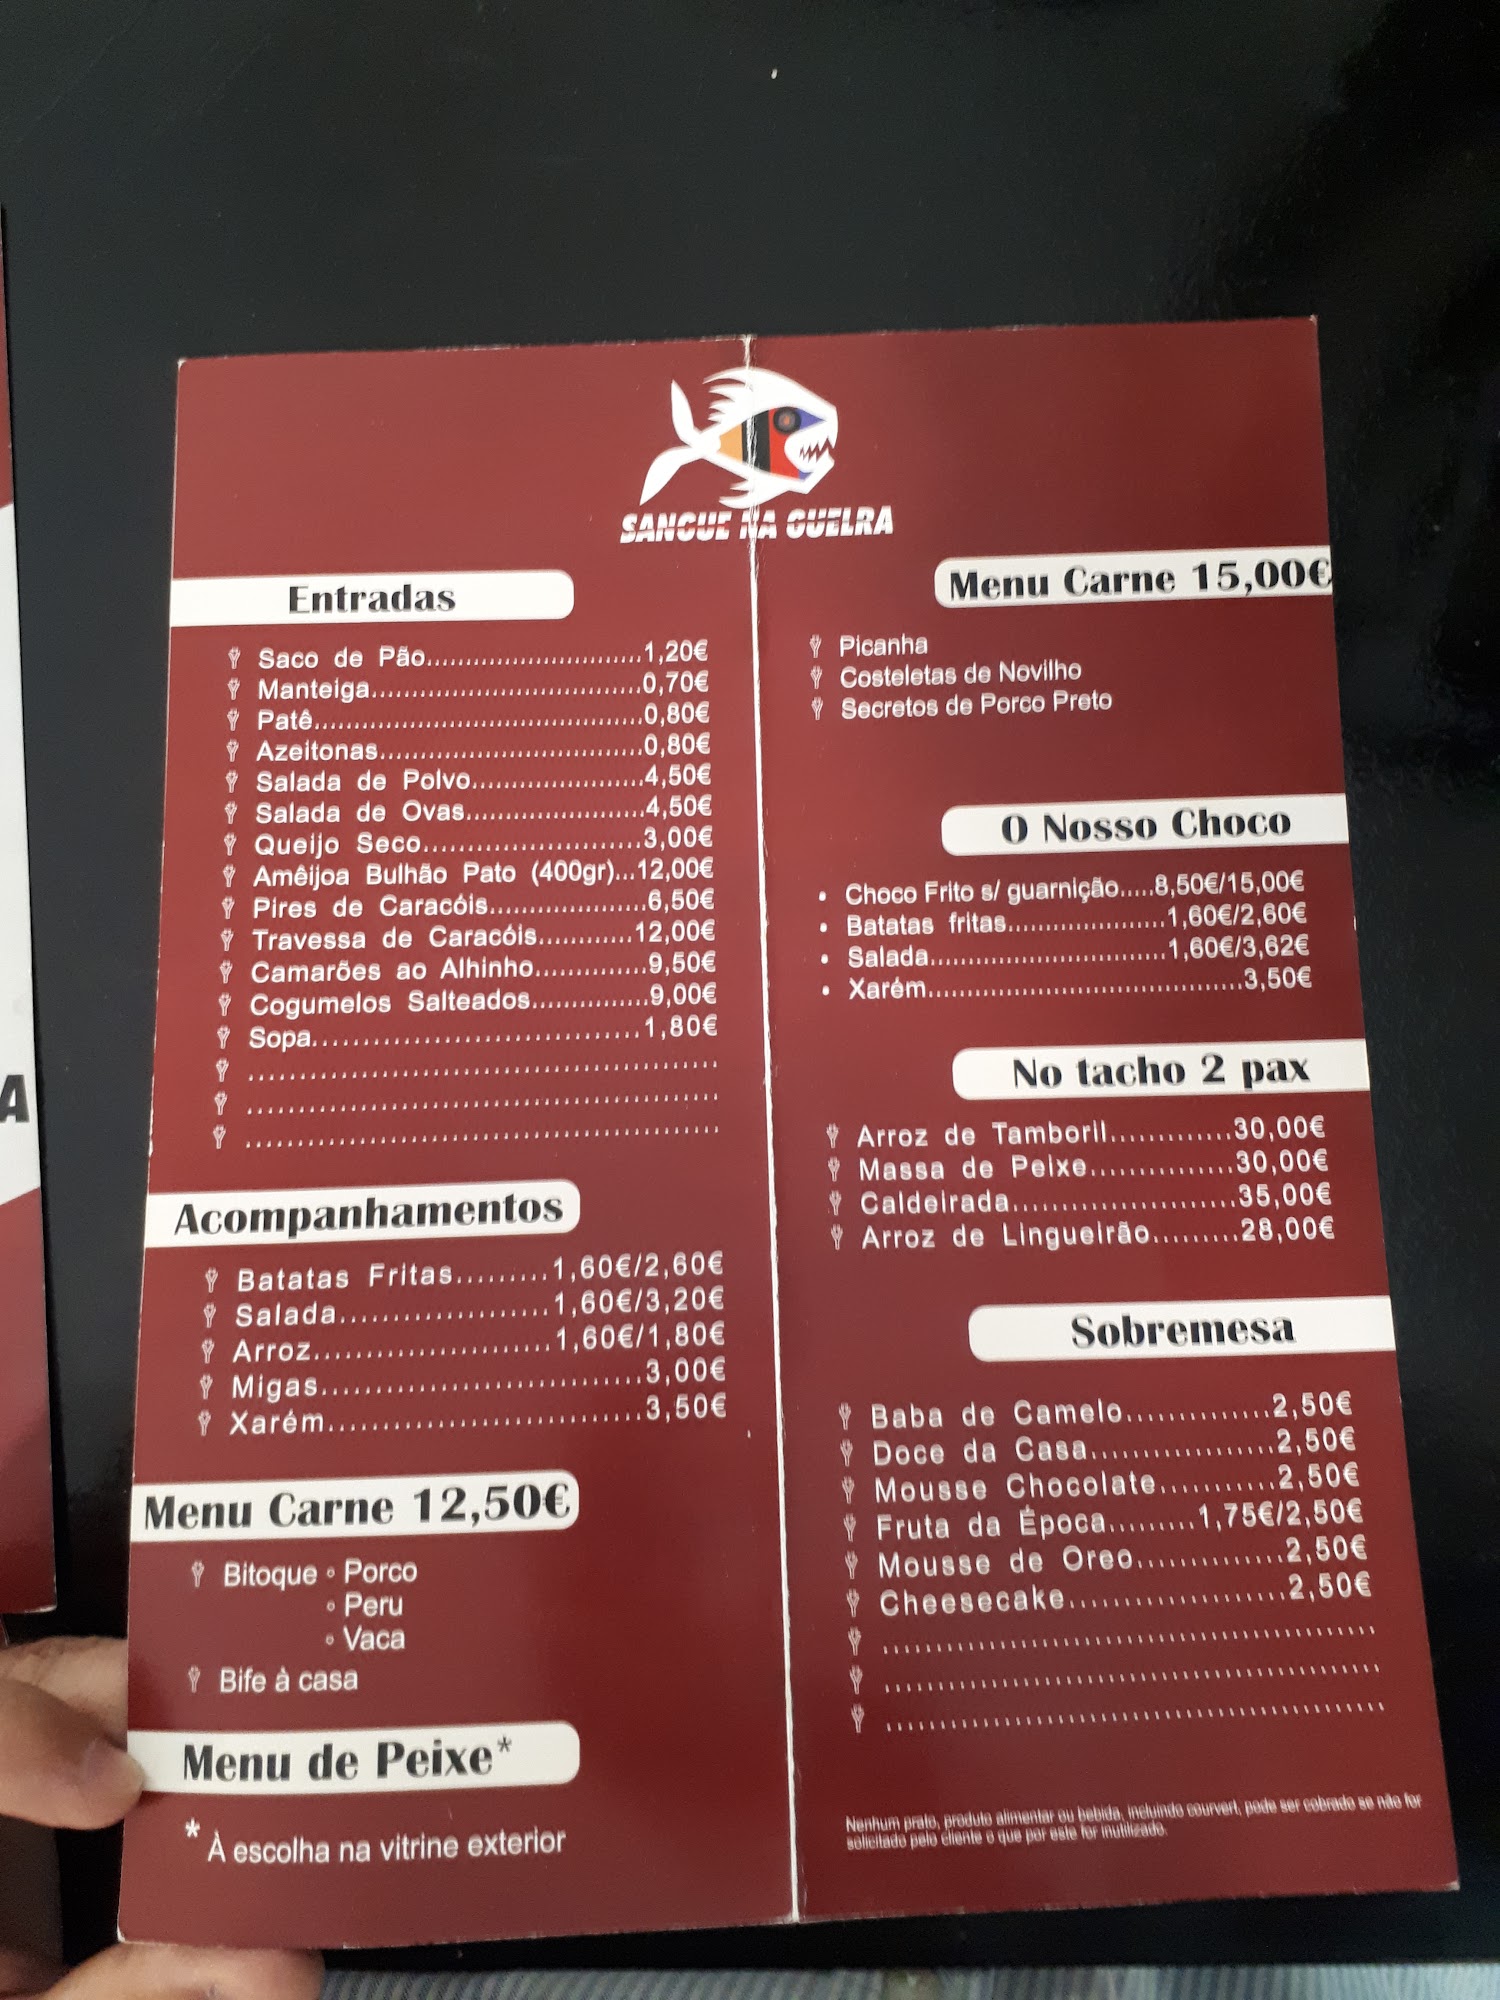 A
SANGUE NA GUELRA
Entradas
Saco de Pão.............................1,20€
Manteiga....................................0,70€
Patê............................................0,80€
Azeitonas...................................0,80€
Salada de Polvo.......................4,50€
Salada de Ovas........................4,50€
Queijo Seco.............................3,00€
Amêijoa Bulhão Pato (400gr)...12,00€
Pires de Caracóis.....................6,50€
Travessa de Caracóis............12,00€
Camarões ao Alhinho...............9,50€
Cogumelos Salteados...............9,00€
Sopa.................................1,80€
Acompanhamentos
Batatas Fritas.........1,60€/2,60€
Salada...................1,60€/3,20€
Arroz.......................1,60€/1,80€
Migas..............................3,00€
Xarém.............................3,50€
Menu Carne 12,50€
Bitoque ◦ Porco
◦ Peru
◦ Vaca
Bife à casa
Menu de Peixe*
* À escolha na vitrine exterior
Menu Carne 15,00€
Picanha
Costeletas de Novilho
Secretos de Porco Preto
O Nosso Choco
• Choco Frito s/ guarnição.....8,50€/15,00€
• Batatas fritas.....................1,60€/2,60€
• Salada...............................1,60€/3,62€
• Xarém........................................3,50€
No tacho 2 pax
Arroz de Tamboril............30,00€
Massa de Peixe..............30,00€
Caldeirada......................35,00€
Arroz de Lingueirão.........28,00€
Sobremesa
Baba de Camelo..............2,50€
Doce da Casa..................2,50€
Mousse Chocolate...........2,50€
Fruta da Época.........1,75€/2,50€
Mousse de Oreo..............2,50€
Cheesecake.....................2,50€
Nenhum prato, produto alimentar ou bebida, incluindo courvert, pode ser cobrado se não for
solicitado pelo cliente o que por este for inutilizado.